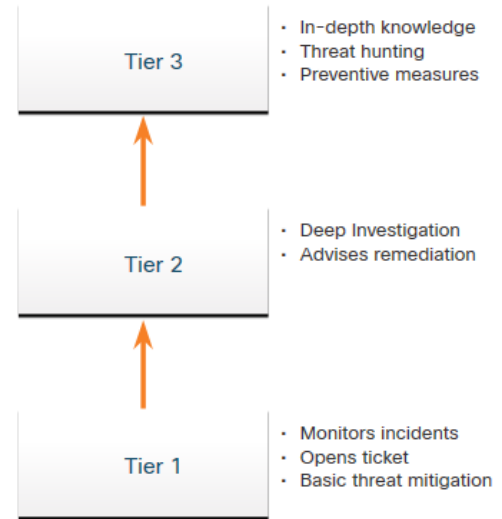 Tier 3
• In-depth knowledge
• Threat hunting
• Preventive measures
Tier 2
• Deep Investigation
• Advises remediation
Tier 1
• Monitors incidents
• Opens ticket
• Basic threat mitigation